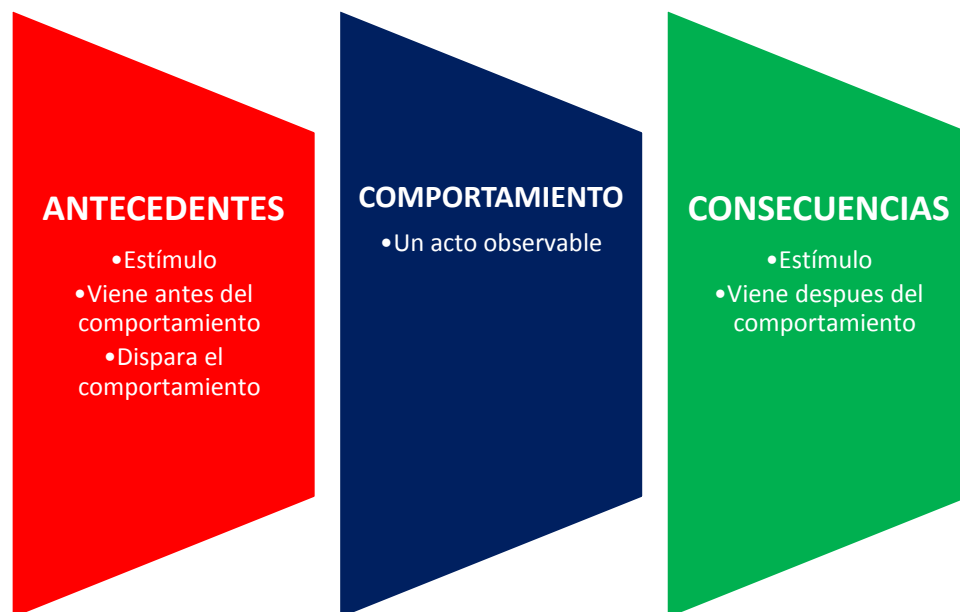 ANTECEDENTES
•Estímulo
•Viene antes del
comportamiento
•Dispara el
comportamiento
COMPORTAMIENTO
•Un acto observable
CONSECUENCIAS
•Estímulo
•Viene despues del
comportamiento